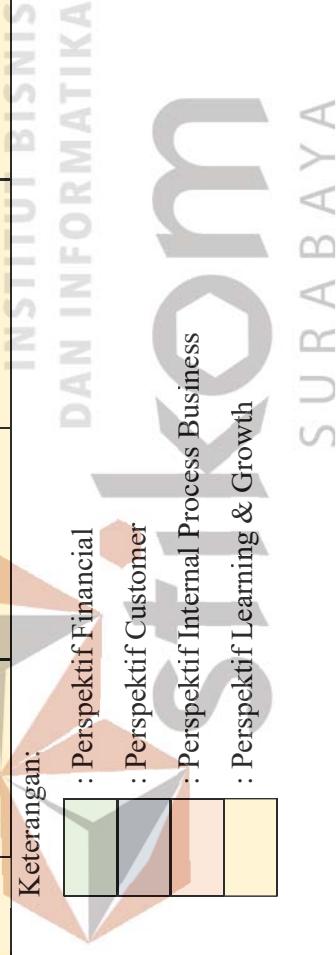 Keterangan:
: Perspektif Financial
: Perspektif Customer
: Perspektif Internal Process Business
: Perspektif Learning & Growth
INSTITUT BISNIS
DAN INFORMATIKA
stikom
SURABAYA